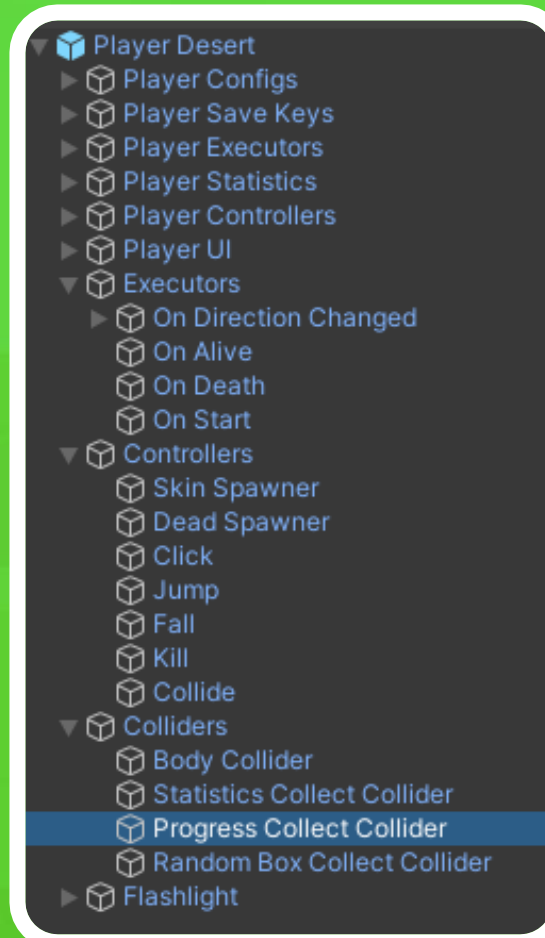 Player Desert
Player Configs
Player Save Keys
Player Executors
Player Statistics
Player Controllers
Player UI
Executors
On Direction Changed
On Alive
On Death
On Start
Controllers
Skin Spawner
Dead Spawner
Click
Jump
Fall
Kill
Collide
Colliders
Body Collider
Statistics Collect Collider
Progress Collect Collider
Random Box Collect Collider
Flashlight